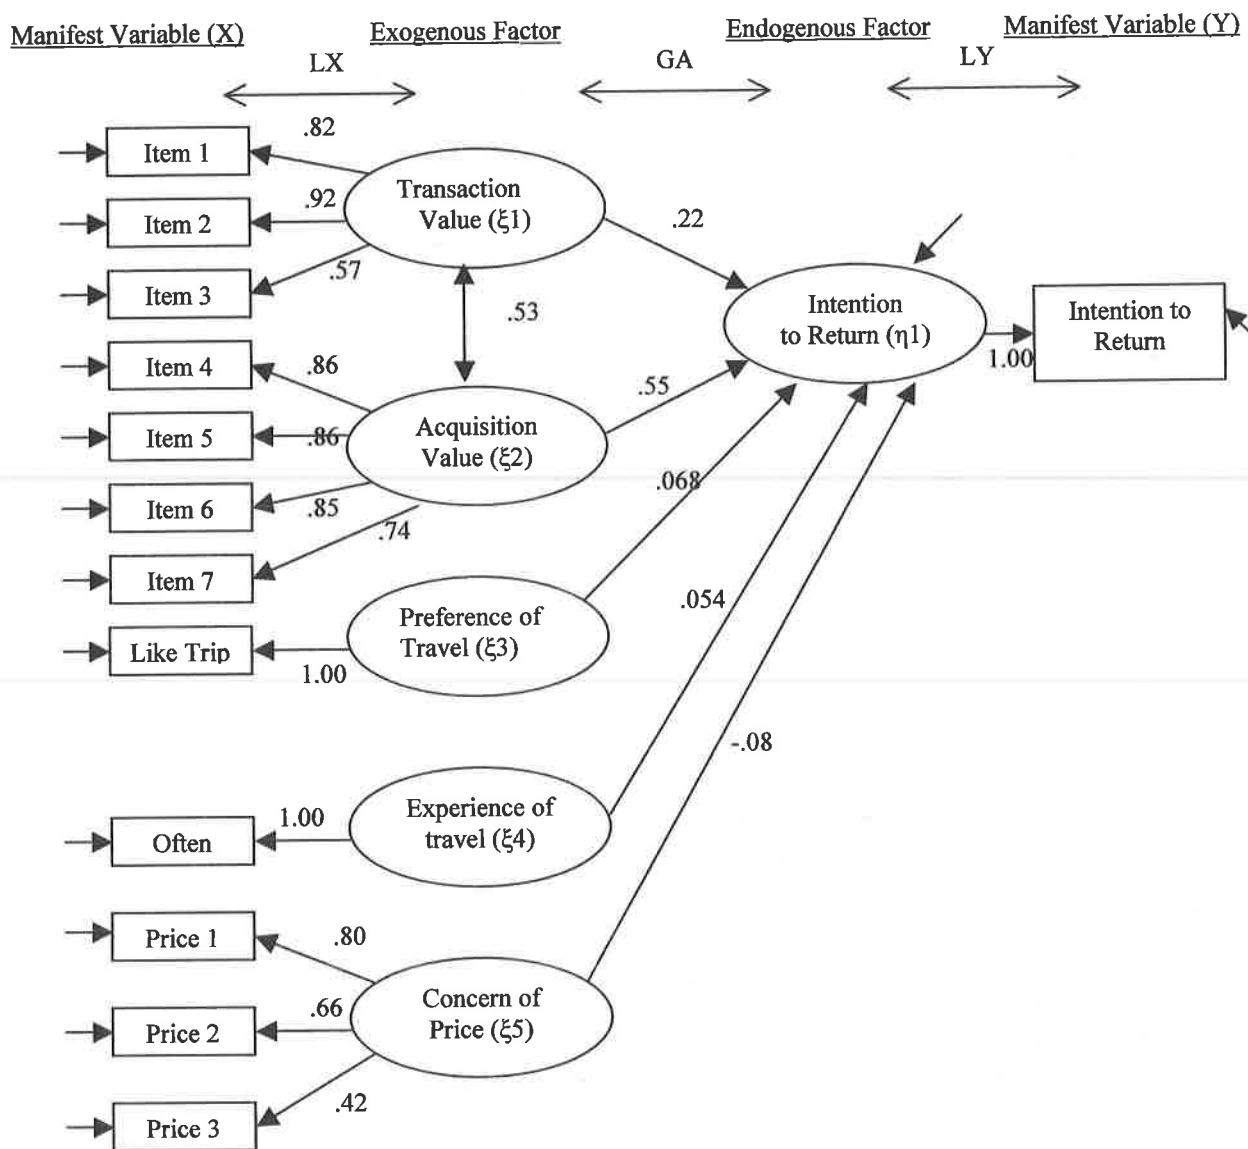 Manifest Variable (X)
Exogenous Factor
Endogenous Factor
Manifest Variable (Y)
LX
GA
LY
.82
Item 1
.92
Item 2
.57
Item 3
Transaction
Value (ξ1)
.22
.53
Intention
to Return (η1)
1.00
Intention to
Return
.86
Item 4
.86
Item 5
.85
Item 6
.74
Item 7
Acquisition
Value (ξ2)
.55
.068
Like Trip
1.00
Preference of
Travel (ξ3)
.054
-.08
Often
1.00
Experience of
travel (ξ4)
Price 1
.80
Price 2
.66
Price 3
.42
Concern of
Price (ξ5)